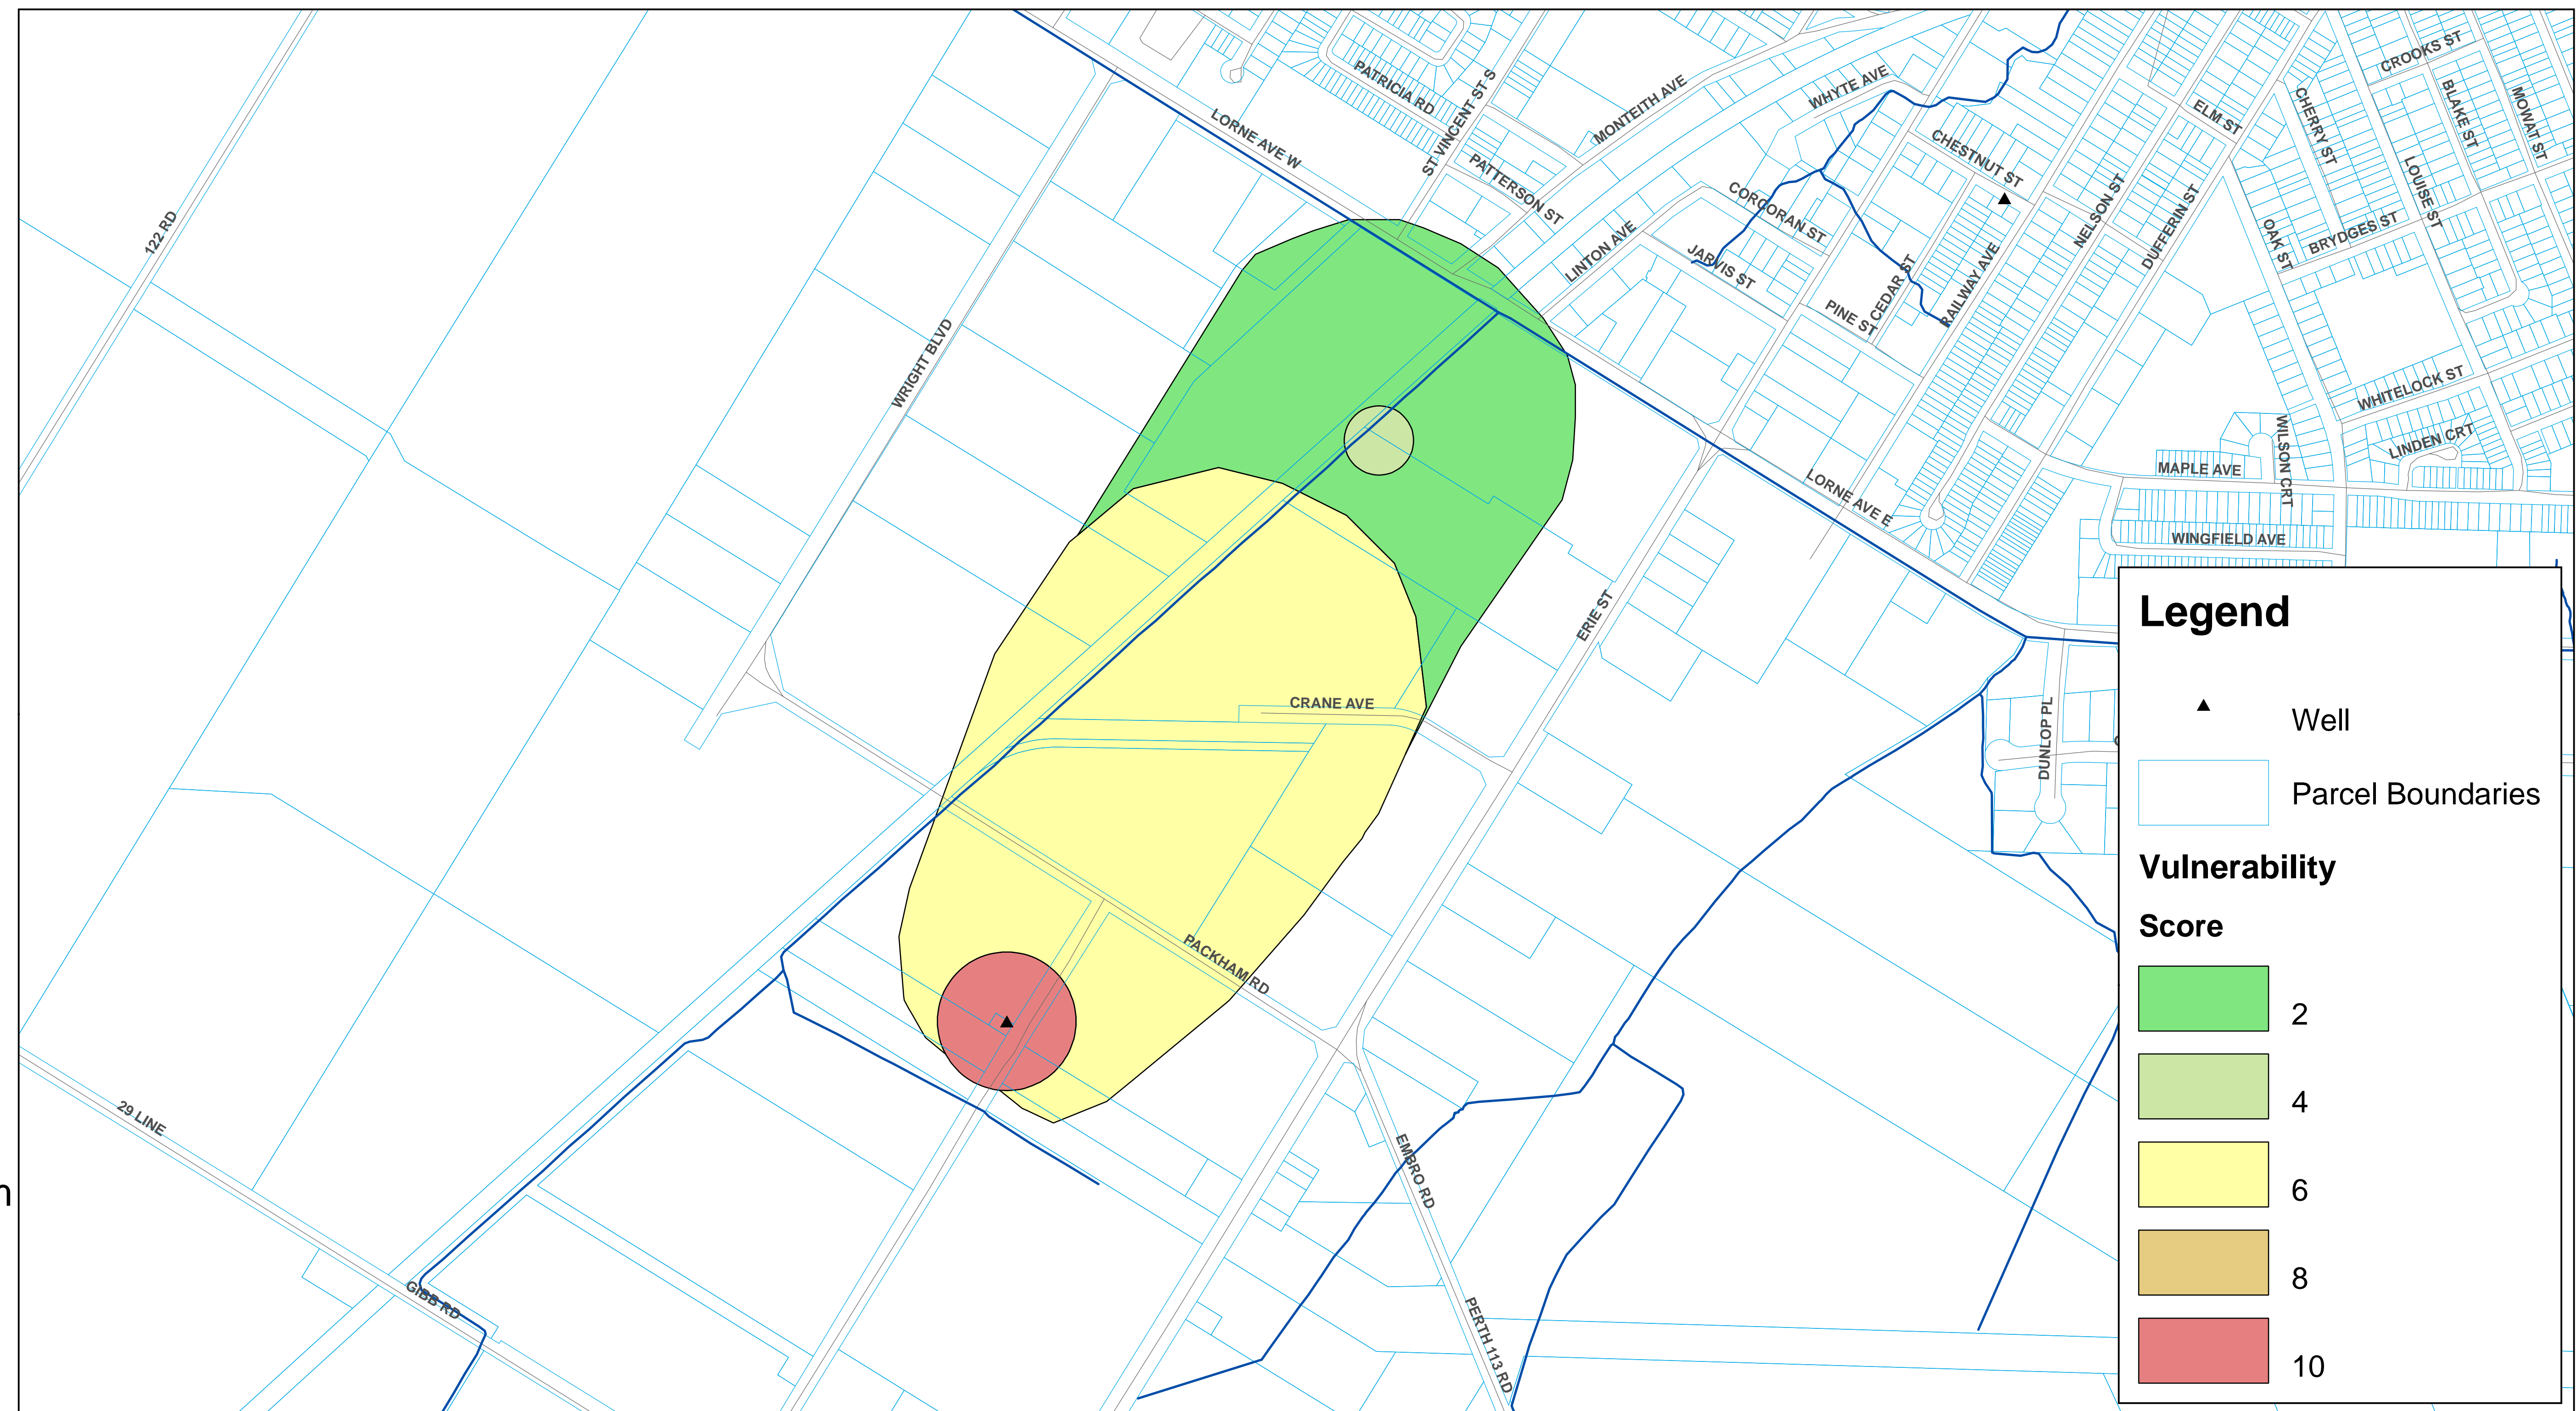 CROOKS ST
PATRICIA RD
ST VINCENT ST S
MONTEITH AVE
WHYTE AVE
BLAKE ST
MOWAT ST
CHERRY ST
ELM ST
LORNE AVE W
PATTERSON ST
CHESTNUT ST
CORCORAN ST
LOUISE ST
NELSON ST
DUFFERIN ST
OAK ST
BRYDGES ST
122 RD
LINTON AVE
JARVIS ST
CEDAR ST
RAILWAY AVE
PINE ST
WRIGHT BLVD
WHITELOCK ST
LINDEN CRT
WILSON CRT
MAPLE AVE
LORNE AVE E
WINGFIELD AVE
ERIE ST
CRANE AVE
DUNLOP PL
PACKHAM RD
29 LINE
EMBRO RD
GIBB RD
PERTH 113 RD
n
Legend
Well
Parcel Boundaries
Vulnerability
Score
2
4
6
8
10